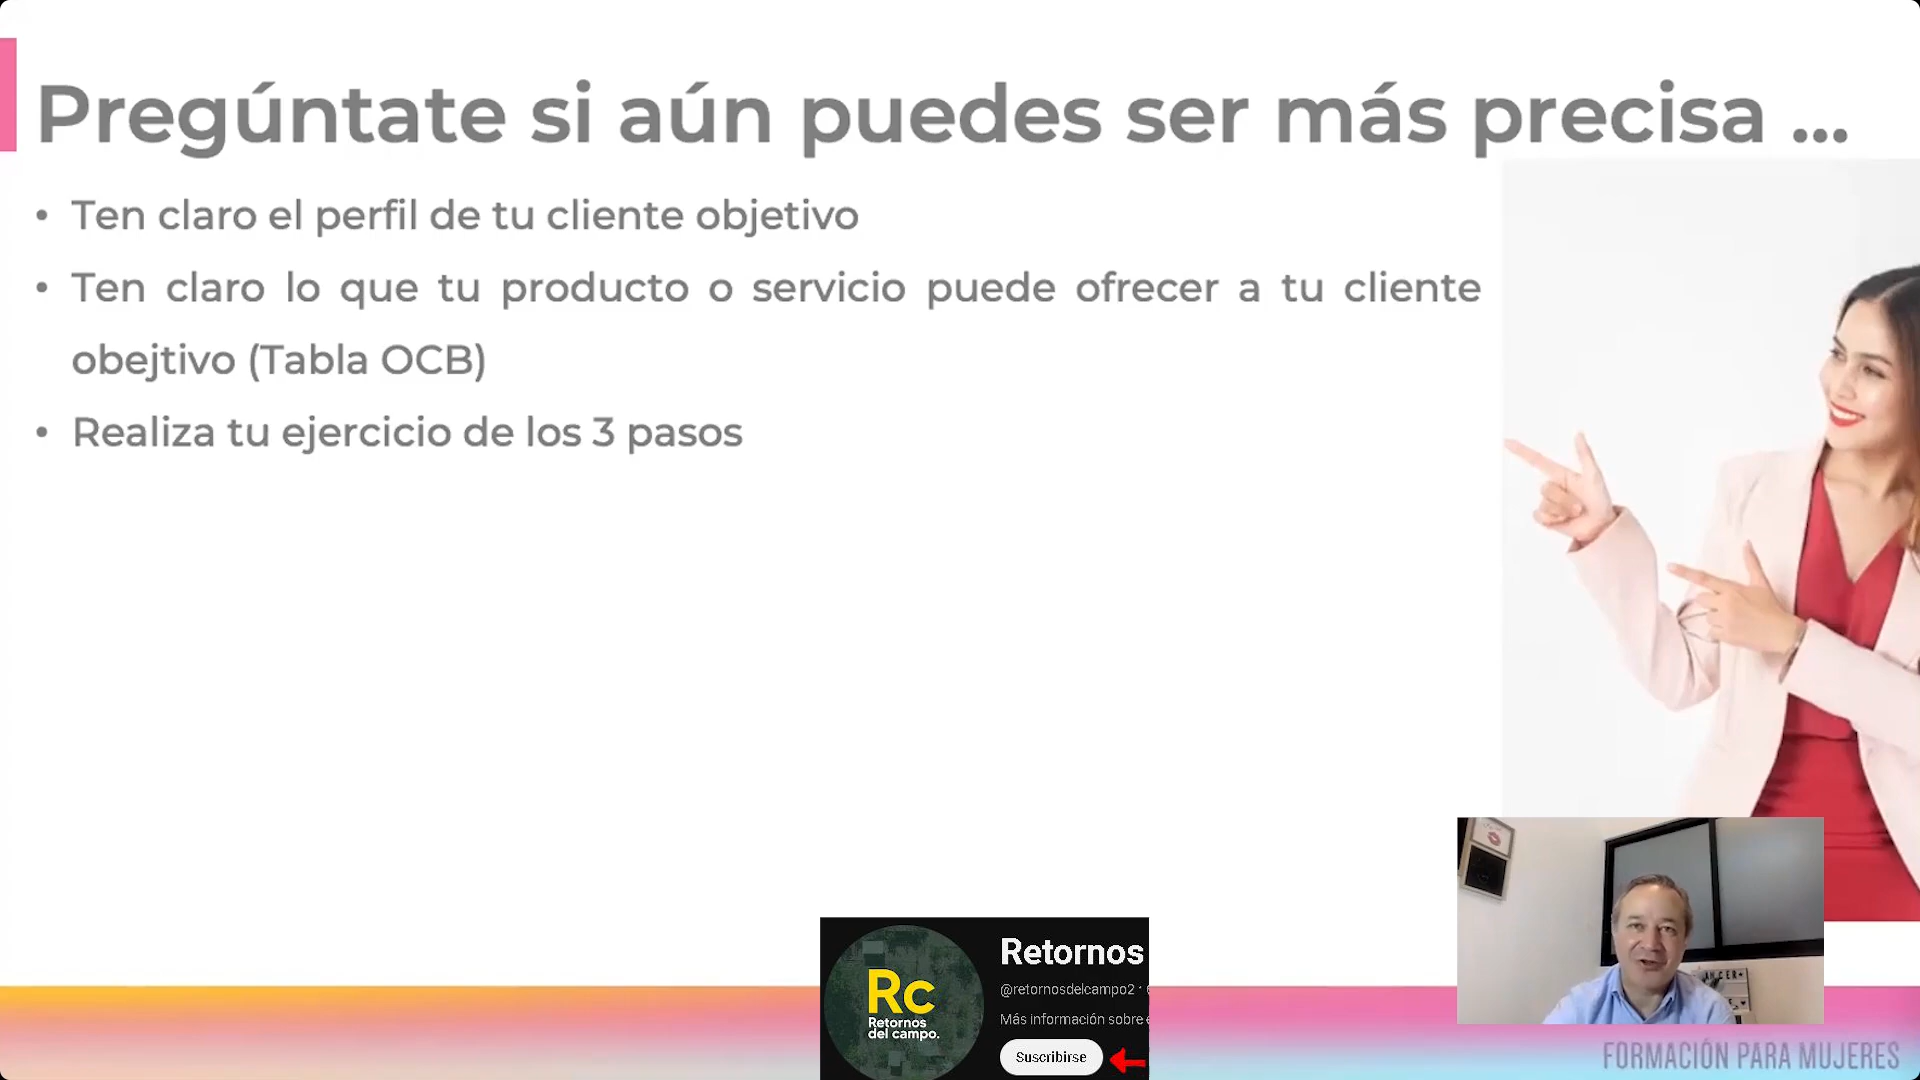 Pregúntate si aún puedes ser más precisa ...
• Ten claro el perfil de tu cliente objetivo
• Ten claro lo que tu producto o servicio puede ofrecer a tu cliente
obejtivo (Tabla OCB)
• Realiza tu ejercicio de los 3 pasos
Rc
Retornos
del campo.
Retornos
@retornosdelcampo2 ·
Más información sobre
Suscribirse
FORMACIÓN PARA MUJERES